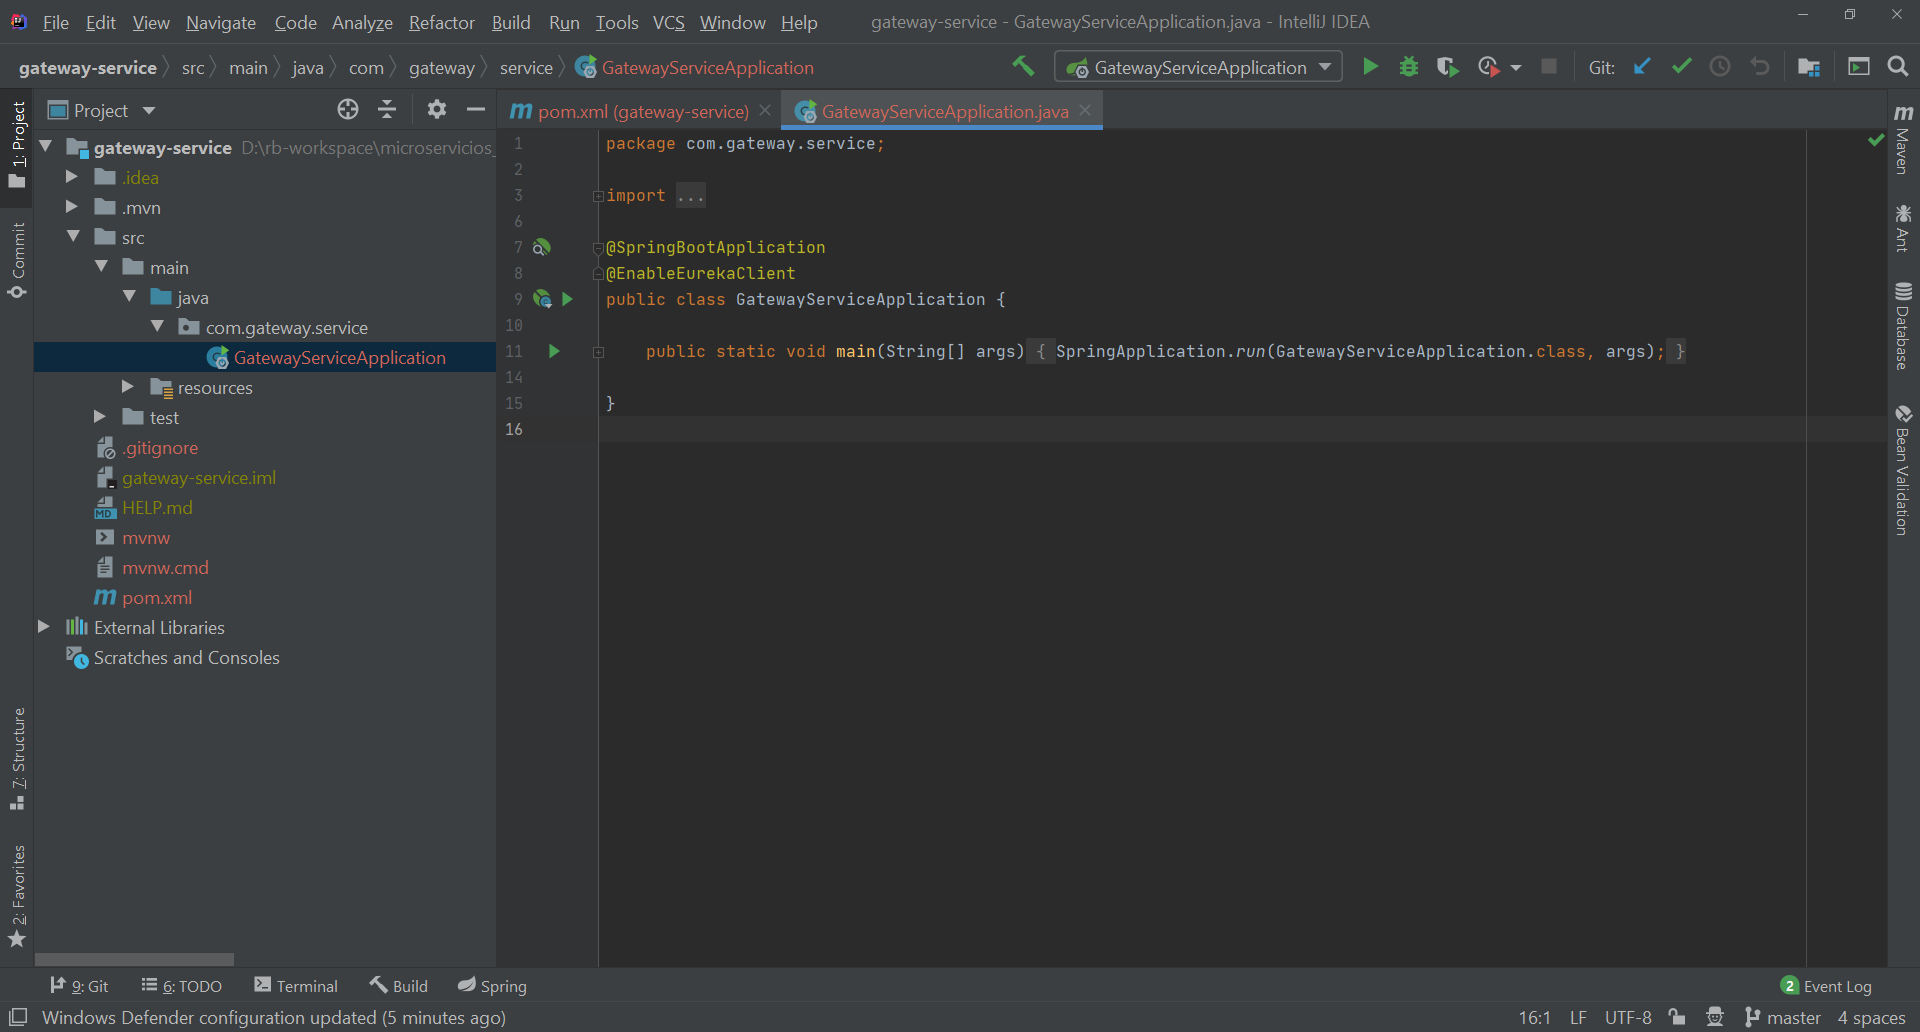 File Edit View Navigate Code Analyze Refactor Build Run Tools VCS Window Help gateway-service - GatewayServiceApplication.java - IntelliJ IDEA
gateway-service src main java com gateway service GatewayServiceApplication GatewayServiceApplication Git:
Project
pom.xml (gateway-service) GatewayServiceApplication.java
1: Project
Commit
7: Structure
2: Favorites
gateway-service D:\rb-workspace\microservicios_
.idea
.mvn
src
main
java
com.gateway.service
GatewayServiceApplication
resources
test
.gitignore
gateway-service.iml
MD HELP.md
mvnw
mvnw.cmd
pom.xml
External Libraries
Scratches and Consoles
1 package com.gateway.service;
2
3 import ...
6
7 @SpringBootApplication
8 @EnableEurekaClient
9 public class GatewayServiceApplication {
10
11 public static void main(String[] args) { SpringApplication.run(GatewayServiceApplication.class, args); }
14
15 }
16
m Maven
Ant
Database
Bean Validation
9: Git 6: TODO Terminal Build Spring 2 Event Log
Windows Defender configuration updated (5 minutes ago) 16:1 LF UTF-8 master 4 spaces